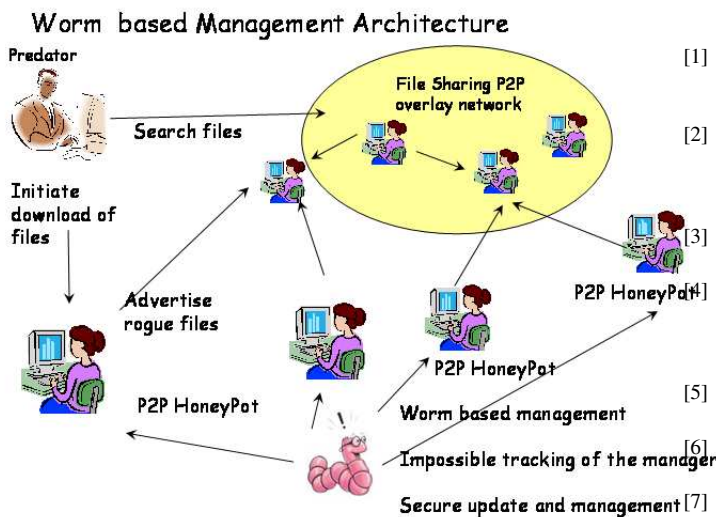 Worm based Management Architecture
Predator
[1]
File Sharing P2P
overlay network
Search files
[2]
Initiate
download of
files
[3]
Advertise
rogue files
P2P HoneyPot
[4]
P2P HoneyPot
P2P HoneyPot
[5]
Worm based management
[6]
Impossible tracking of the manager
Secure update and management
[7]